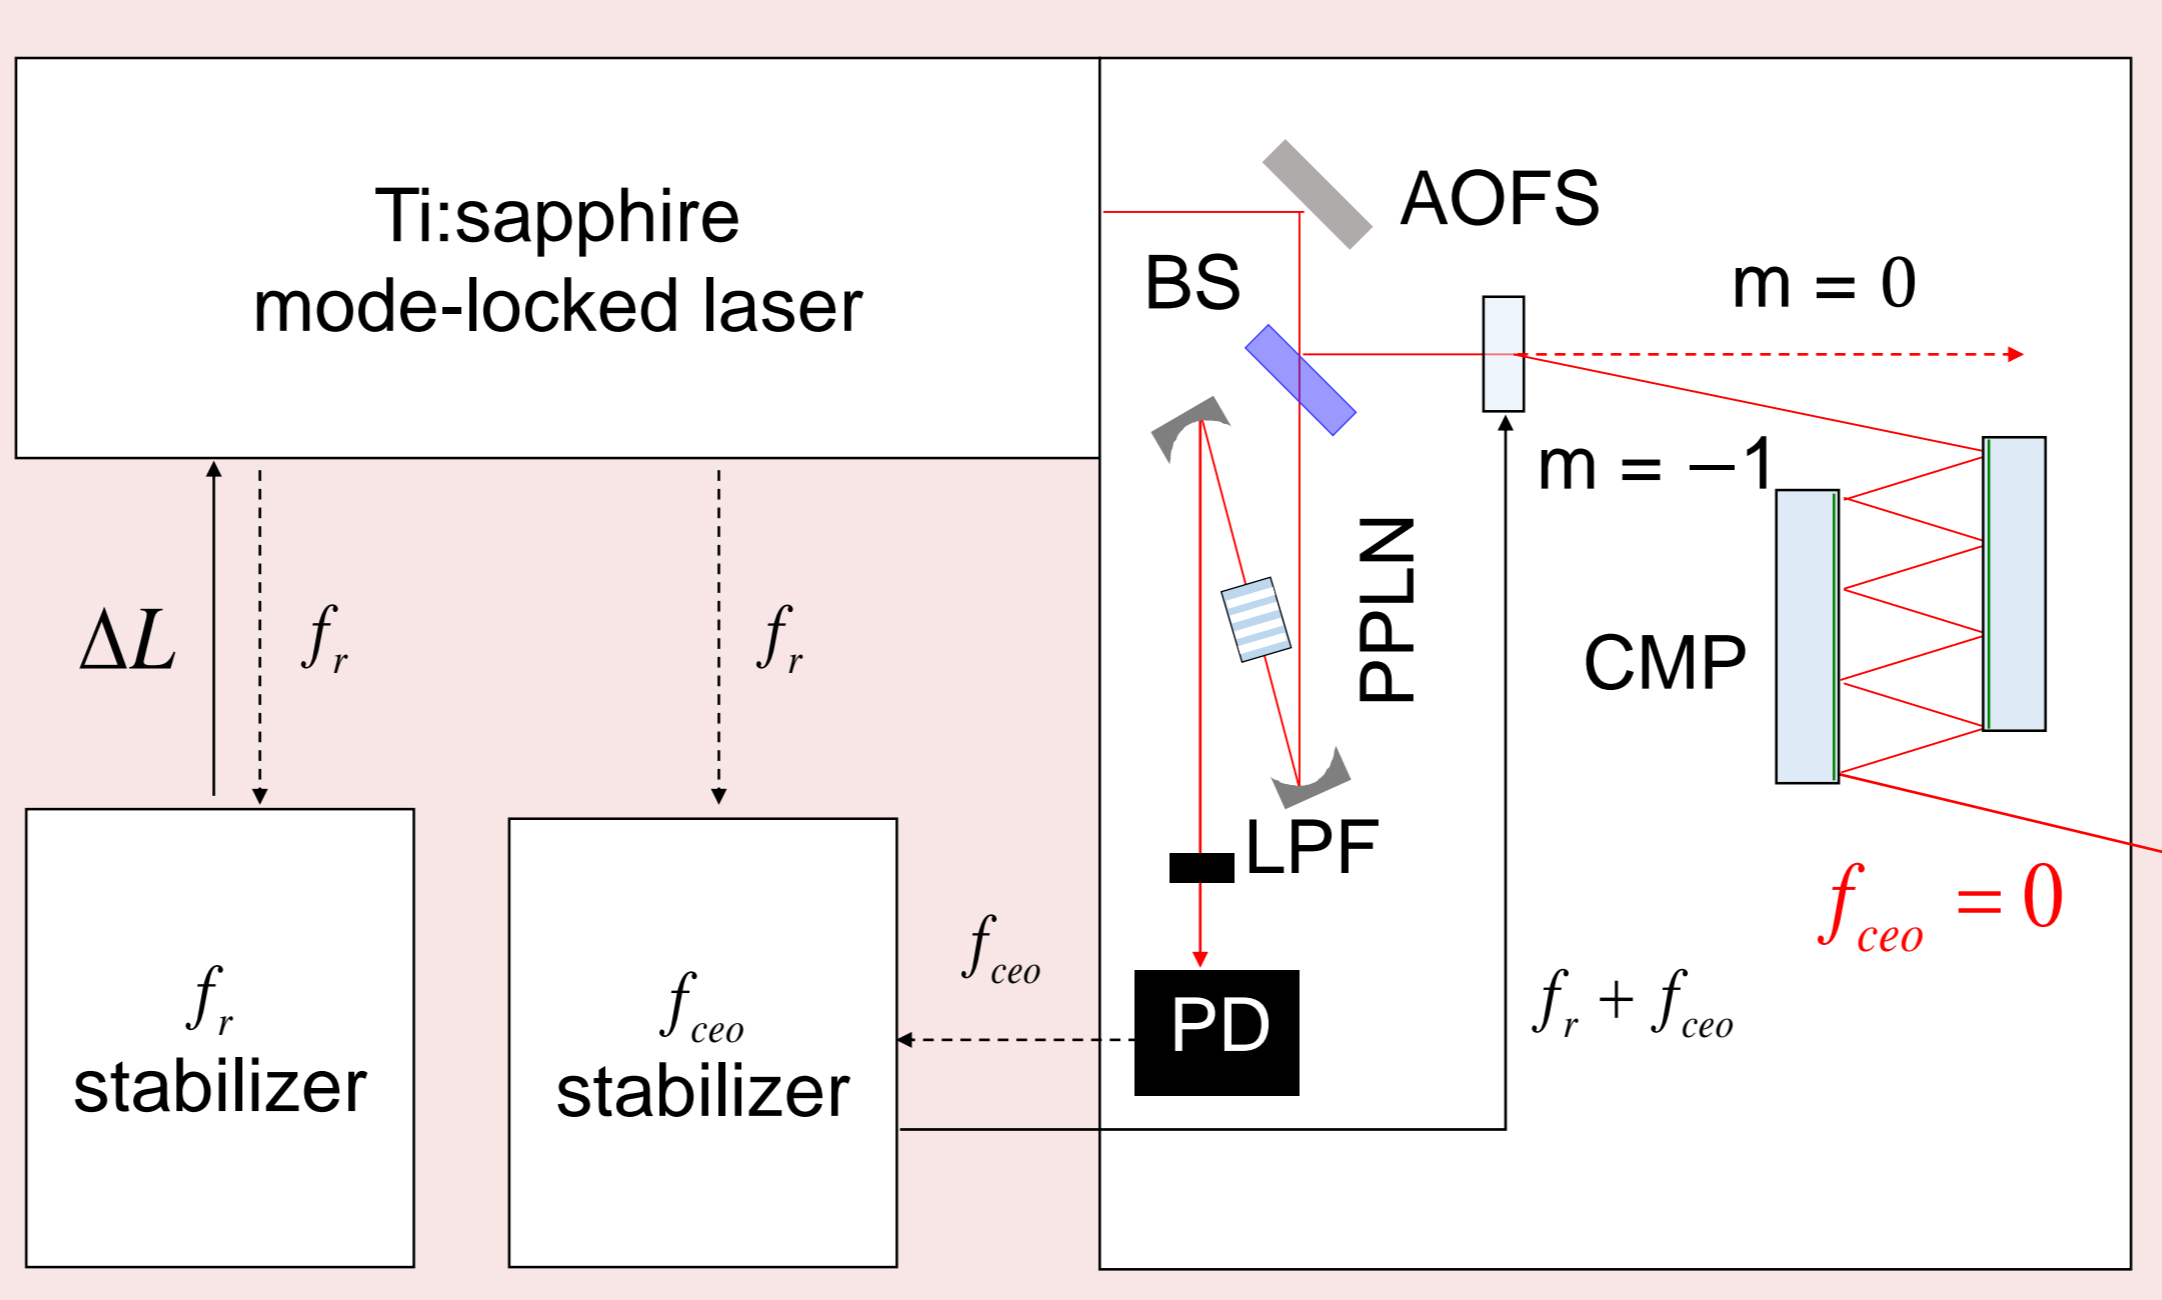 Ti:sapphire
mode-locked laser
AOFS
BS
m = 0
m = −1
PPLN
CMP
LPF
ΔL
f_r
f_r
f_ceo
PD
f_r
stabilizer
f_ceo
stabilizer
f_r + f_ceo
f_ceo = 0